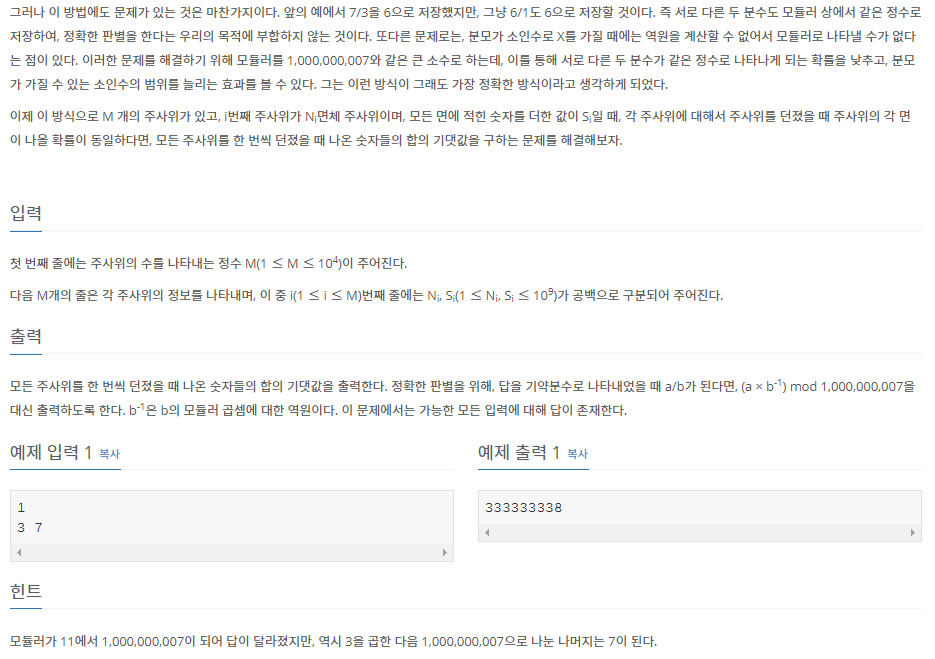 그러나 이 방법에도 문제가 있는 것은 마찬가지이다. 앞의 예에서 7/3을 6으로 저장했지만, 그냥 6/1도 6으로 저장할 것이다. 즉 서로 다른 두 분수도 모듈러 상에서 같은 정수로
저장하여, 정확한 판별을 한다는 우리의 목적에 부합하지 않는 것이다. 또다른 문제로는, 분모가 소인수로 X를 가질 때에는 역원을 계산할 수 없어서 모듈러로 나타낼 수가 없다
는 점이 있다. 이러한 문제를 해결하기 위해 모듈러를 1,000,000,007와 같은 큰 소수로 하는데, 이를 통해 서로 다른 두 분수가 같은 정수로 나타나게 되는 확률을 낮추고, 분모
가 가질 수 있는 소인수의 범위를 늘리는 효과를 볼 수 있다. 그는 이런 방식이 그래도 가장 정확한 방식이라고 생각하게 되었다.
이제 이 방식으로 M 개의 주사위가 있고, i번째 주사위가 Nᵢ면체 주사위이며, 모든 면에 적힌 숫자를 더한 값이 Sᵢ일 때, 각 주사위에 대해서 주사위를 던졌을 때 주사위의 각 면
이 나올 확률이 동일하다면, 모든 주사위를 한 번씩 던졌을 때 나온 숫자들의 합의 기댓값을 구하는 문제를 해결해보자.
입력
첫 번째 줄에는 주사위의 수를 나타내는 정수 M(1 ≤ M ≤ 10⁴)이 주어진다.
다음 M개의 줄은 각 주사위의 정보를 나타내며, 이 중 i(1 ≤ i ≤ M)번째 줄에는 Nᵢ, Sᵢ(1 ≤ Nᵢ, Sᵢ ≤ 10⁹)가 공백으로 구분되어 주어진다.
출력
모든 주사위를 한 번씩 던졌을 때 나온 숫자들의 합의 기댓값을 출력한다. 정확한 판별을 위해, 답을 기약분수로 나타내었을 때 a/b가 된다면, (a × b⁻¹) mod 1,000,000,007을
대신 출력하도록 한다. b⁻¹은 b의 모듈러 곱셈에 대한 역원이다. 이 문제에서는 가능한 모든 입력에 대해 답이 존재한다.
예제 입력 1 복사
1
3 7
예제 출력 1 복사
333333338
힌트
모듈러가 11에서 1,000,000,007이 되어 답이 달라졌지만, 역시 3을 곱한 다음 1,000,000,007으로 나눈 나머지는 7이 된다.